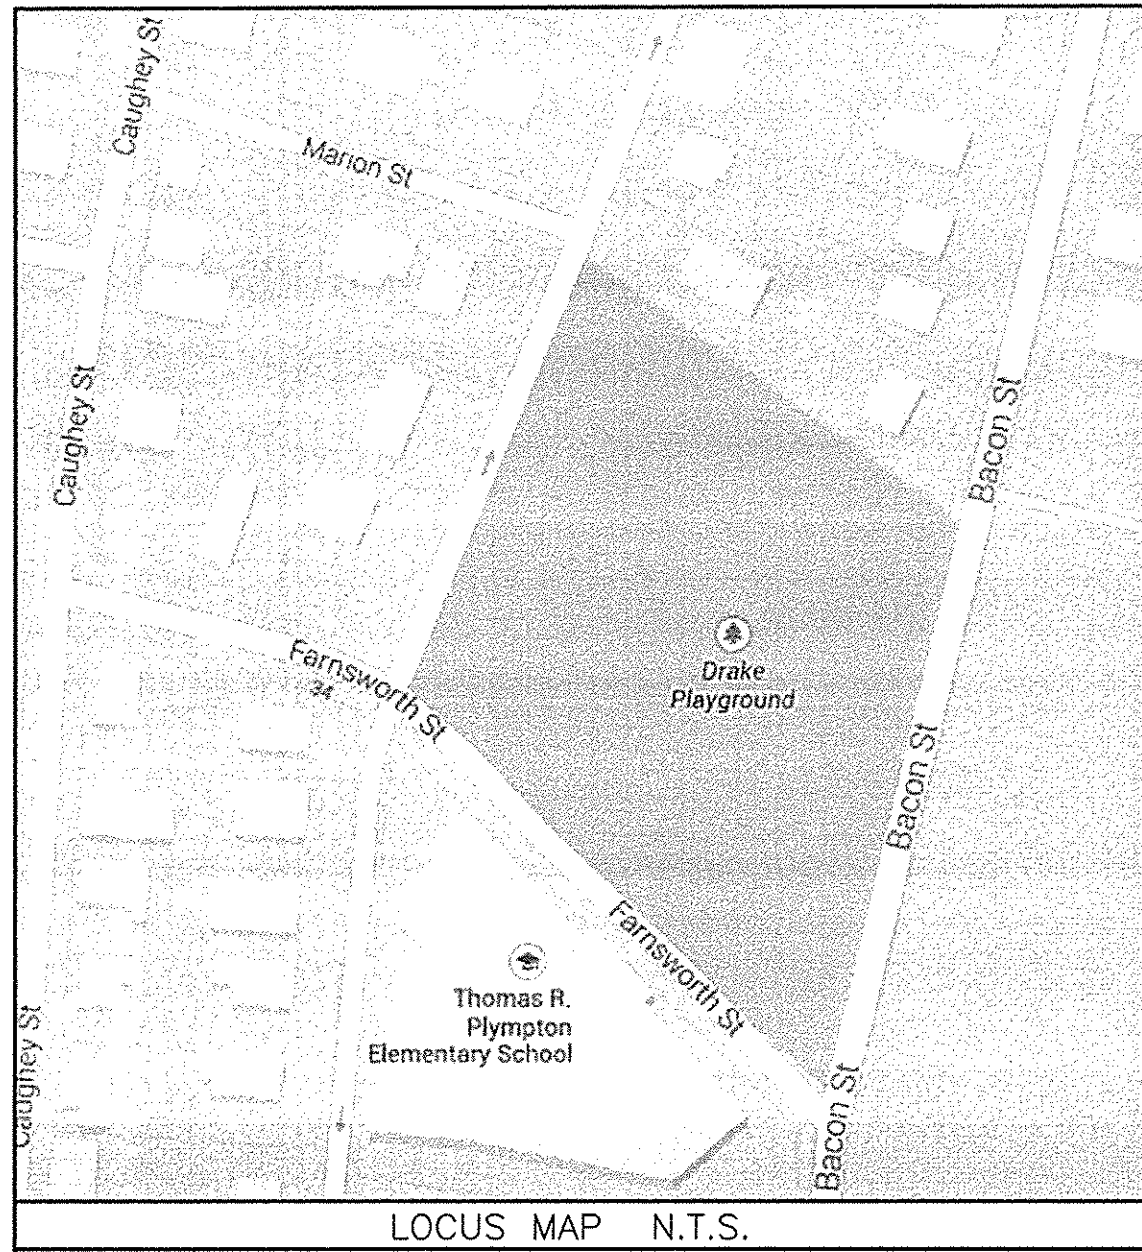 Caughey St
Marion St
Caughey St
Bacon St
Farnsworth St
34
Drake
Playground
Bacon St
Farnsworth St
Thomas R.
Plympton
Elementary School
Caughey St
Bacon St
LOCUS MAP N.T.S.